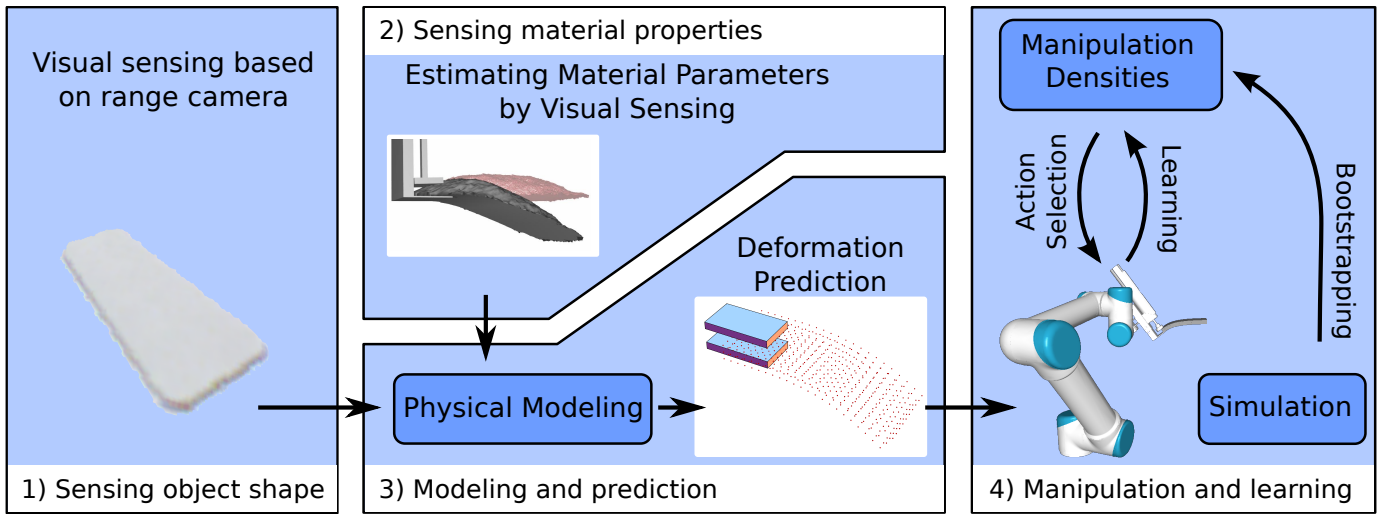 Visual sensing based
on range camera
1) Sensing object shape
2) Sensing material properties
Estimating Material Parameters
by Visual Sensing
Physical Modeling
Deformation
Prediction
3) Modeling and prediction
Manipulation
Densities
Action
Selection
Learning
Bootstrapping
Simulation
4) Manipulation and learning